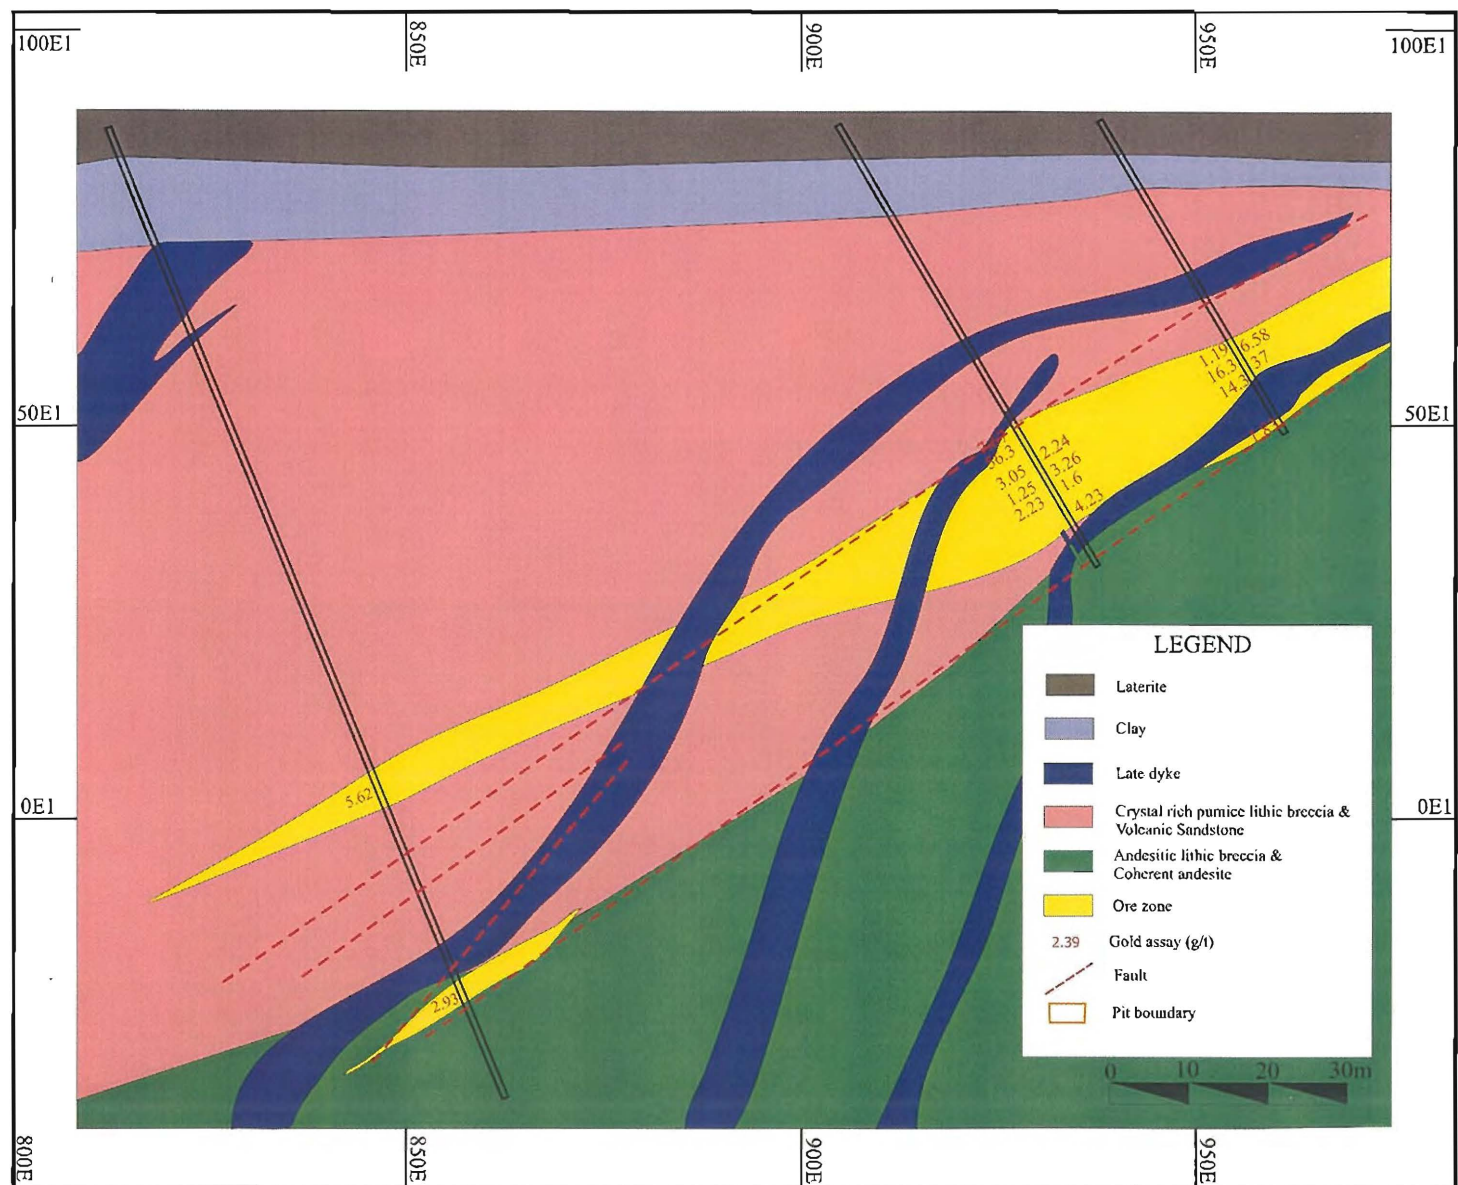 850E
900E
950E
100E1
100E1
1.19 6.58
16.3 37
14.3
50E1
50E1
36.3 2.24
3.05 3.26
1.25 1.6
2.23 4.23
LEGEND
Laterite
Clay
Late dyke
5.62
0E1
0E1
Crystal rich pumice lithic breccia &
Volcanic Sandstone
Andesitic lithic breccia &
Coherent andesite
Ore zone
2.39 Gold assay (g/t)
Fault
2.93
Pit boundary
0 10 20 30m
800E
850E
900E
950E